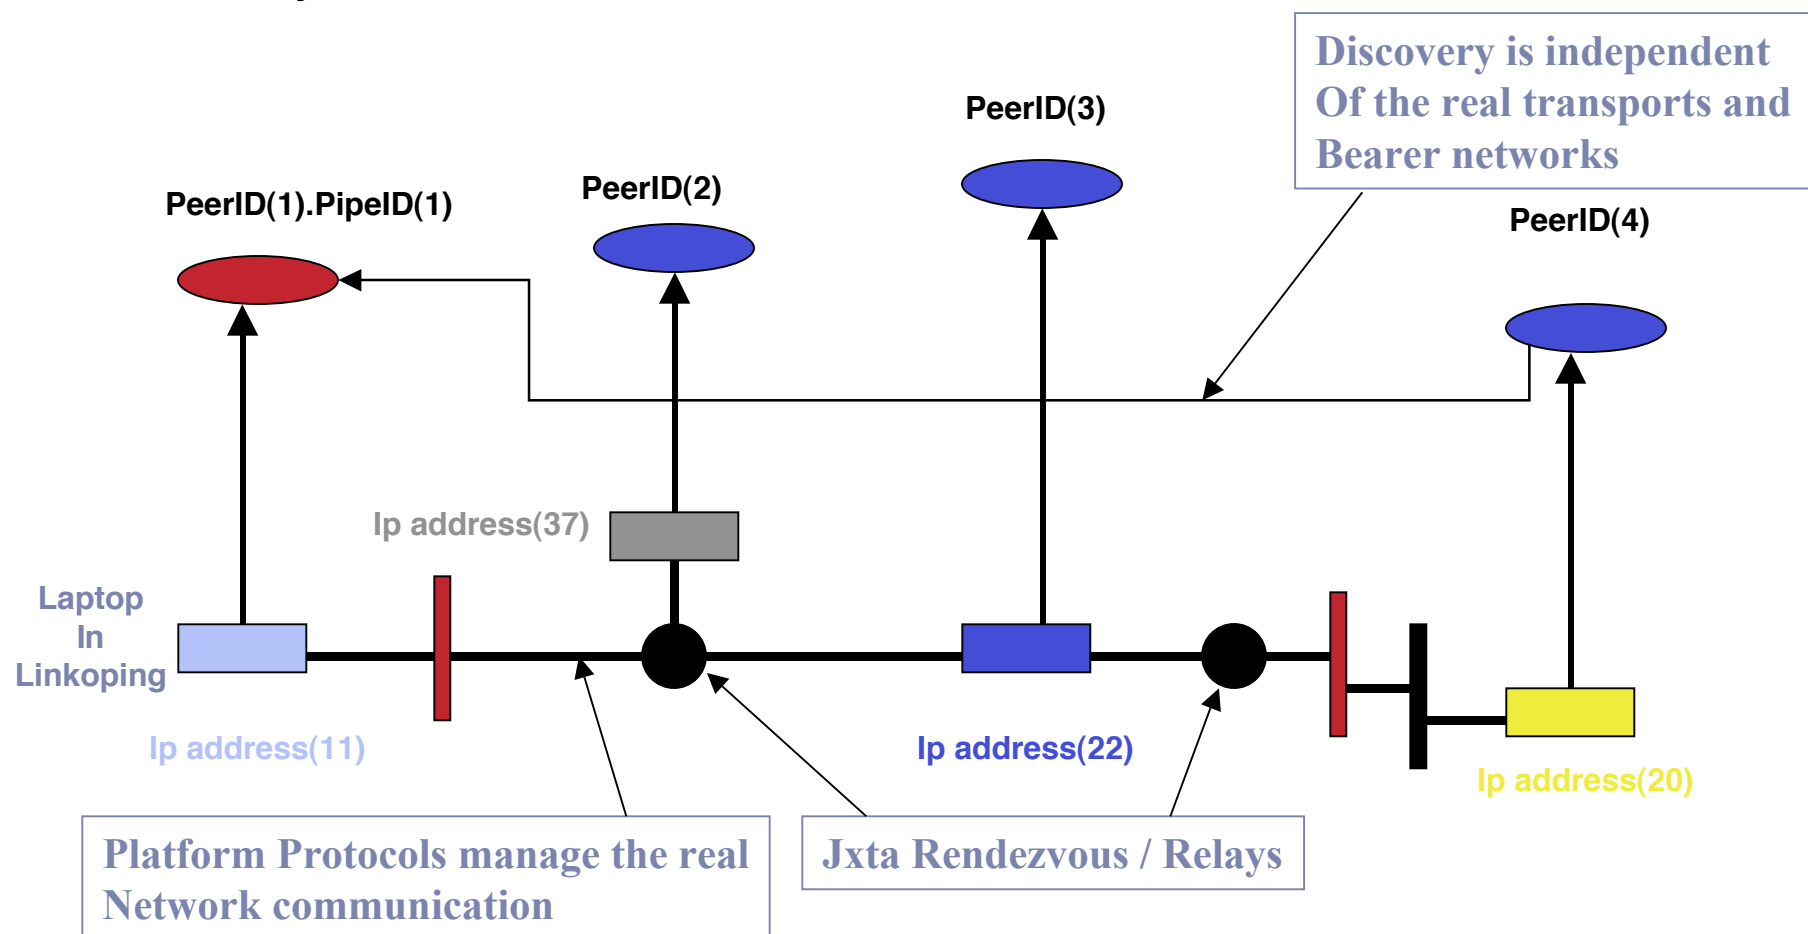 Discovery is independent
Of the real transports and
Bearer networks
PeerID(3)
PeerID(2)
PeerID(1).PipeID(1)
PeerID(4)
Ip address(37)
Laptop
In
Linkoping
Ip address(11)
Ip address(22)
Ip address(20)
Platform Protocols manage the real
Network communication
Jxta Rendezvous / Relays